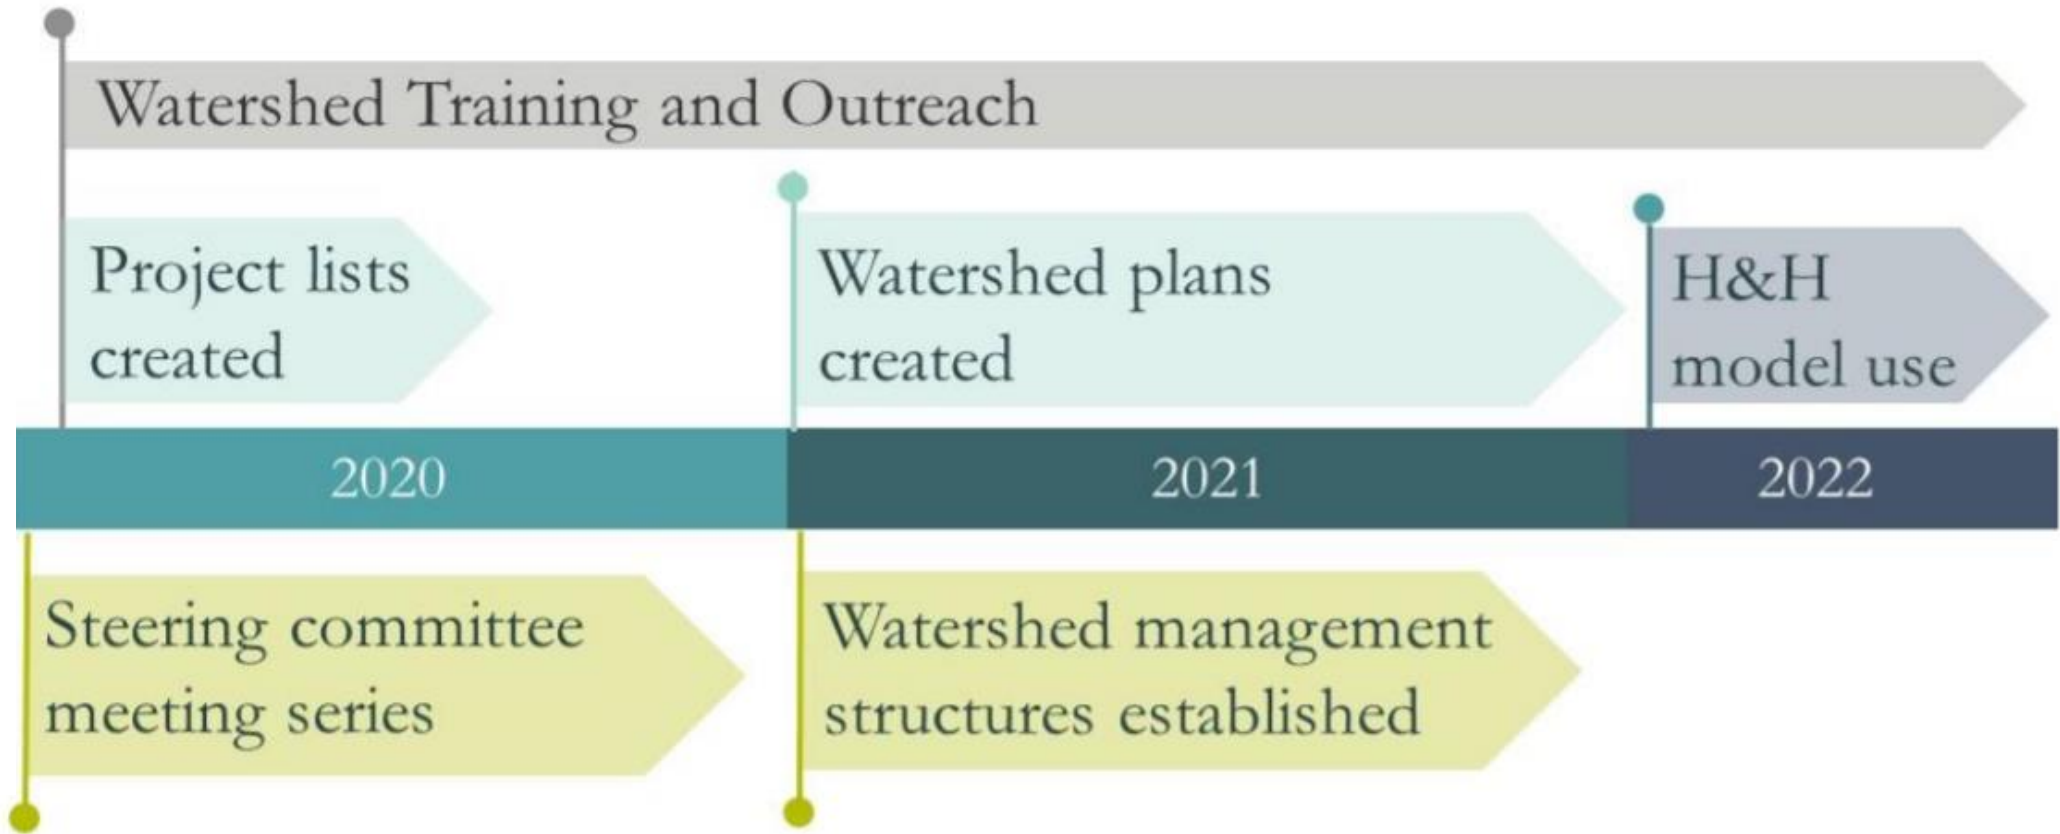 Watershed Training and Outreach
Project lists
created
Watershed plans
created
H&H
model use
2020
2021
2022
Steering committee
meeting series
Watershed management
structures established